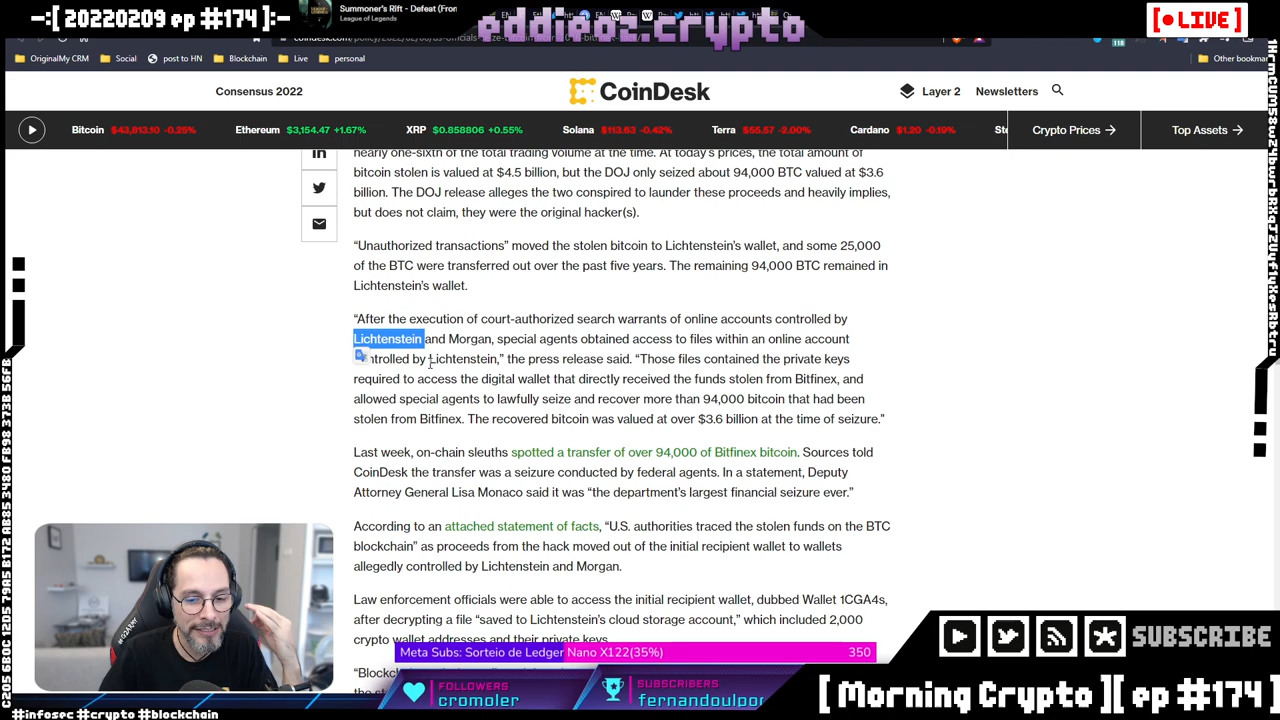 -:[ 20220209 ep #174 ]:-
Summoner's Rift - Defeat (From
League of Legends
addieoz.crypto
[ LIVE ]
OriginalMy CRM
Social
post to HN
Blockchain
Live
personal
Other bookmar
Consensus 2022
CoinDesk
Layer 2
Newsletters
Bitcoin $43,813.10 -0.25%
Ethereum $3,154.47 +1.67%
XRP $0.858806 +0.55%
Solana $113.63 -0.42%
Terra $55.57 -2.00%
Cardano $1.20 -0.19%
Ste
Crypto Prices
Top Assets
nearly one-sixth of the total trading volume at the time. At today's prices, the total amount of
bitcoin stolen is valued at $4.5 billion, but the DOJ only seized about 94,000 BTC valued at $3.6
billion. The DOJ release alleges the two conspired to launder these proceeds and heavily implies,
but does not claim, they were the original hacker(s).
“Unauthorized transactions” moved the stolen bitcoin to Lichtenstein’s wallet, and some 25,000
of the BTC were transferred out over the past five years. The remaining 94,000 BTC remained in
Lichtenstein’s wallet.
“After the execution of court-authorized search warrants of online accounts controlled by
Lichtenstein and Morgan, special agents obtained access to files within an online account
ntrolled by Lichtenstein,” the press release said. “Those files contained the private keys
required to access the digital wallet that directly received the funds stolen from Bitfinex, and
allowed special agents to lawfully seize and recover more than 94,000 bitcoin that had been
stolen from Bitfinex. The recovered bitcoin was valued at over $3.6 billion at the time of seizure."
Last week, on-chain sleuths spotted a transfer of over 94,000 of Bitfinex bitcoin. Sources told
CoinDesk the transfer was a seizure conducted by federal agents. In a statement, Deputy
Attorney General Lisa Monaco said it was “the department’s largest financial seizure ever.”
According to an attached statement of facts, “U.S. authorities traced the stolen funds on the BTC
blockchain” as proceeds from the hack moved out of the initial recipient wallet to wallets
allegedly controlled by Lichtenstein and Morgan.
Law enforcement officials were able to access the initial recipient wallet, dubbed Wallet 1CGA4s,
after decrypting a file “saved to Lichtenstein’s cloud storage account,” which included 2,000
crypto wallet addresses and their private keys.
Meta Subs: Sorteio de Ledger Nano X122(35%) 350
FOLLOWERS
cromoler
SUBSCRIBERS
fernandoulpor
SUBSCRIBE
[ Morning Crypto ][ ep #174 ]
#infosec #crypto #blockchain